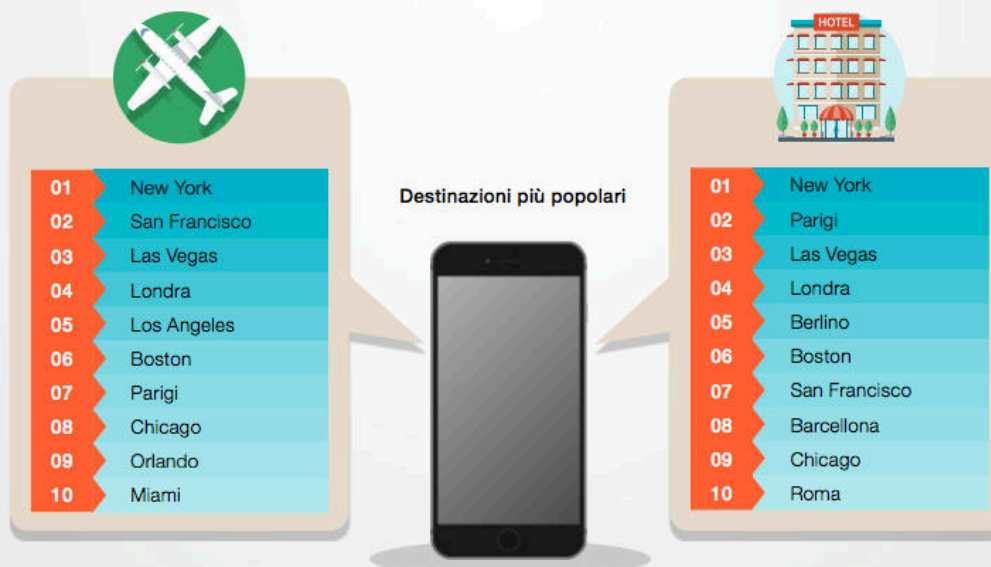 01 New York
02 San Francisco
03 Las Vegas
04 Londra
05 Los Angeles
06 Boston
07 Parigi
08 Chicago
09 Orlando
10 Miami
Destinazioni più popolari
HOTEL
01 New York
02 Parigi
03 Las Vegas
04 Londra
05 Berlino
06 Boston
07 San Francisco
08 Barcellona
09 Chicago
10 Roma